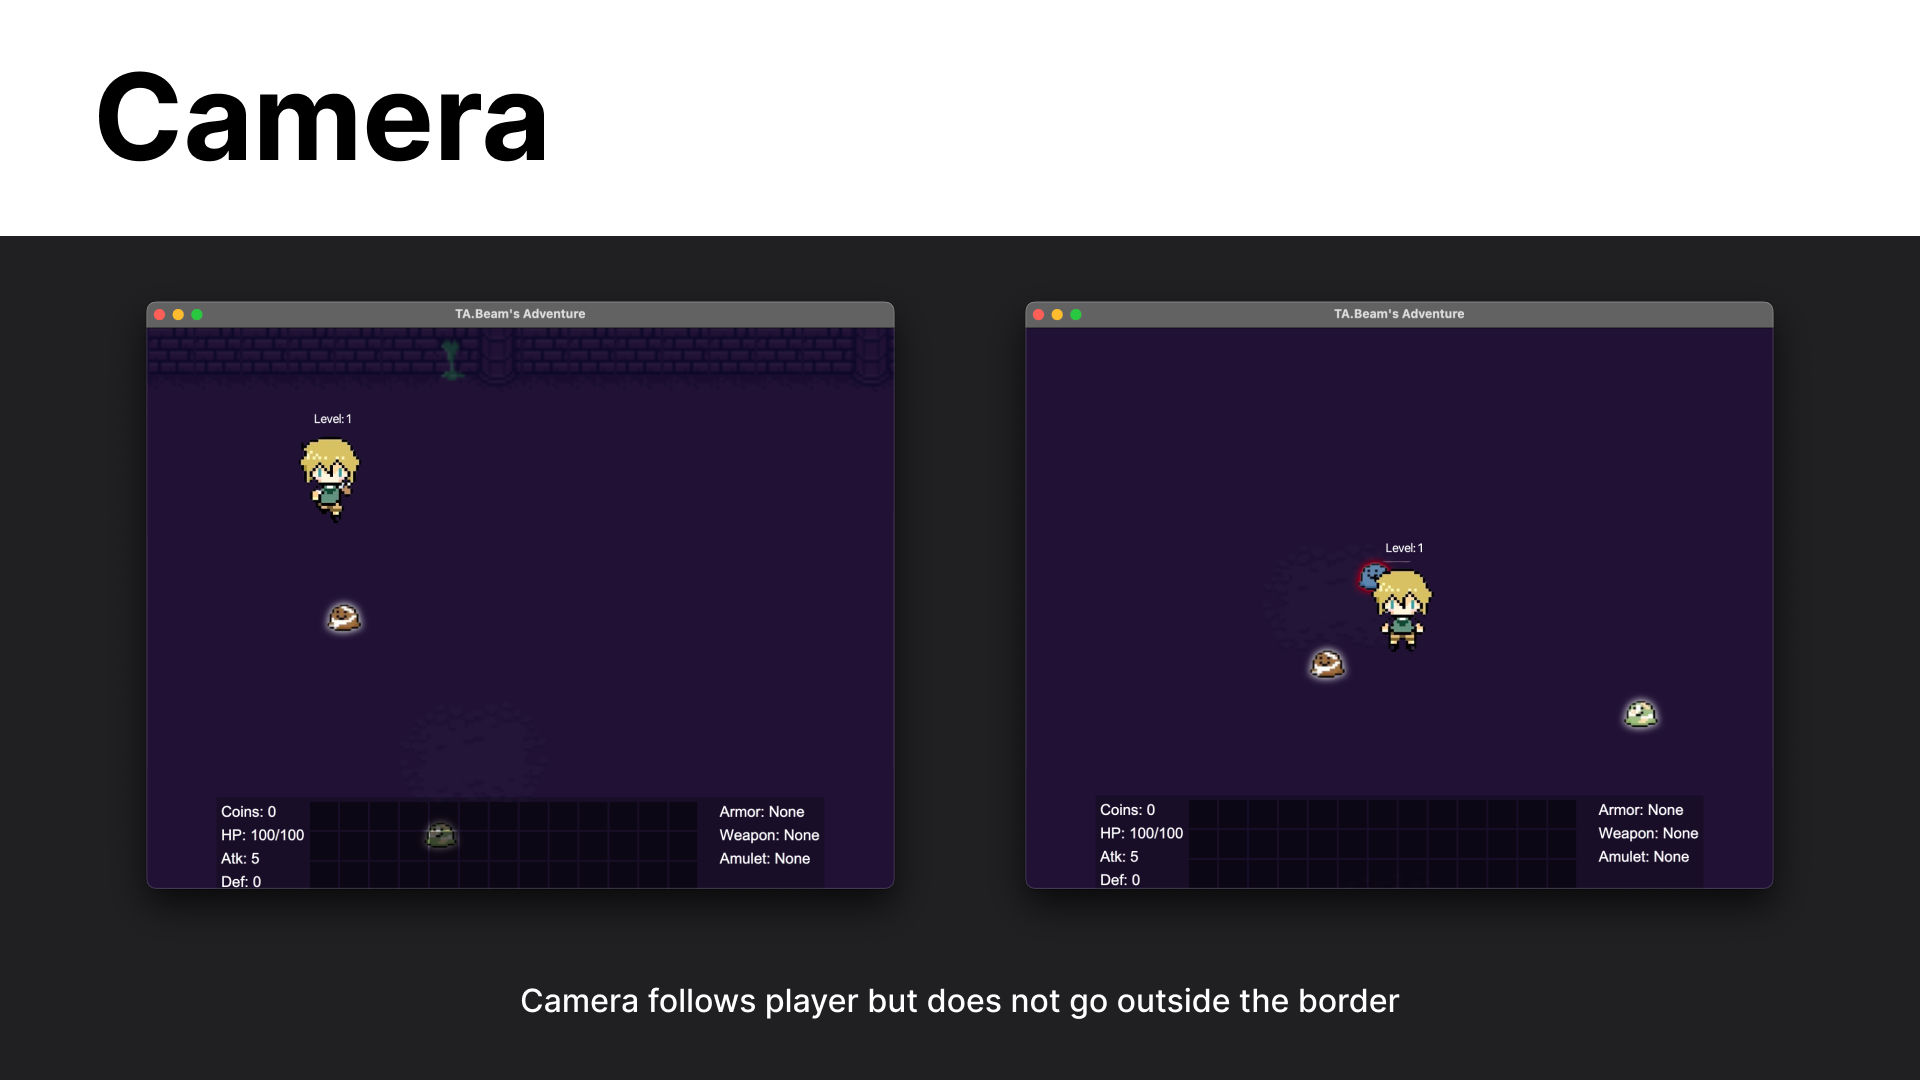 Camera
TA.Beam's Adventure
Level: 1
Coins: 0
HP: 100/100
Atk: 5
Def: 0
Armor: None
Weapon: None
Amulet: None
TA.Beam's Adventure
Level: 1
Coins: 0
HP: 100/100
Atk: 5
Def: 0
Armor: None
Weapon: None
Amulet: None
Camera follows player but does not go outside the border